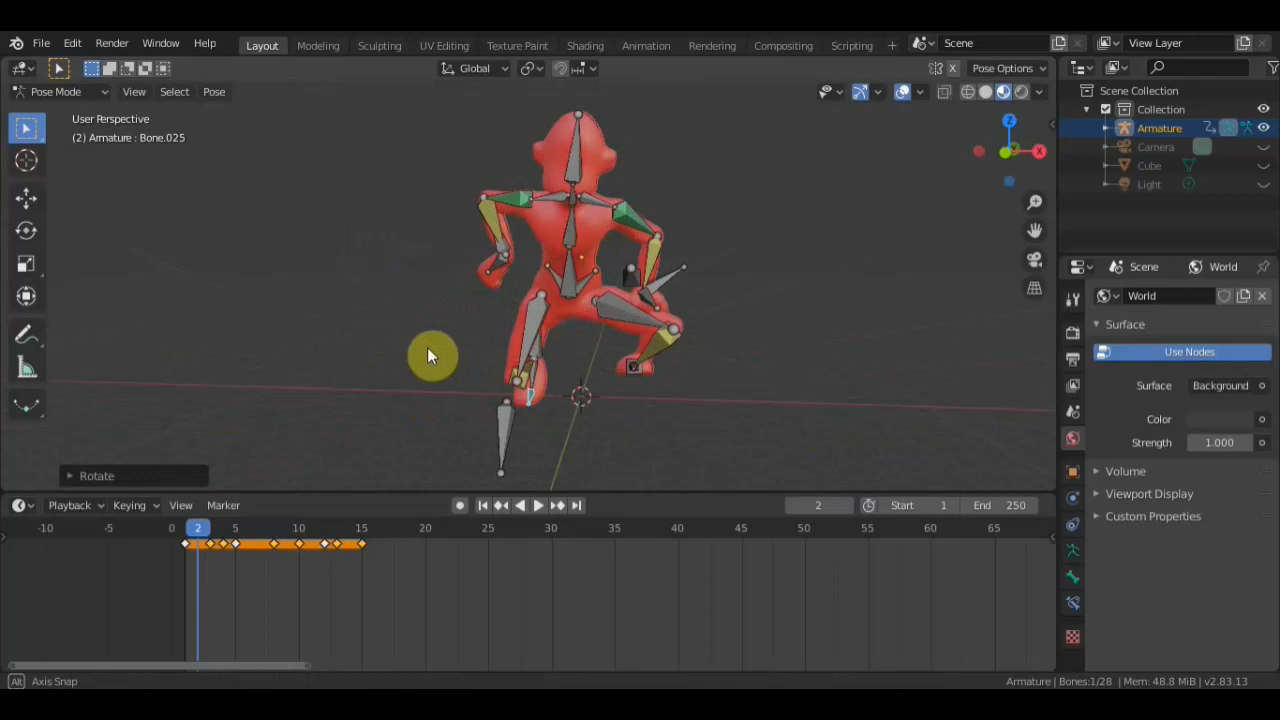 File Edit Render Window Help Layout Modeling Sculpting UV Editing Texture Paint Shading Animation Rendering Compositing Scripting + Scene View Layer
Global Pose Options
Pose Mode View Select Pose
User Perspective
(2) Armature : Bone.025
Z
X
Scene Collection
Collection
Armature
Camera
Cube
Light
Scene World
World
Surface
Use Nodes
Surface Background
Color
Strength 1.000
Volume
Viewport Display
Custom Properties
Rotate
Playback Keying View Marker 2 Start 1 End 250
-10 -5 0 2 5 10 15 20 25 30 35 40 45 50 55 60 65
Alt Axis Snap Armature | Bones:1/28 | Mem: 48.8 MiB | v2.83.13